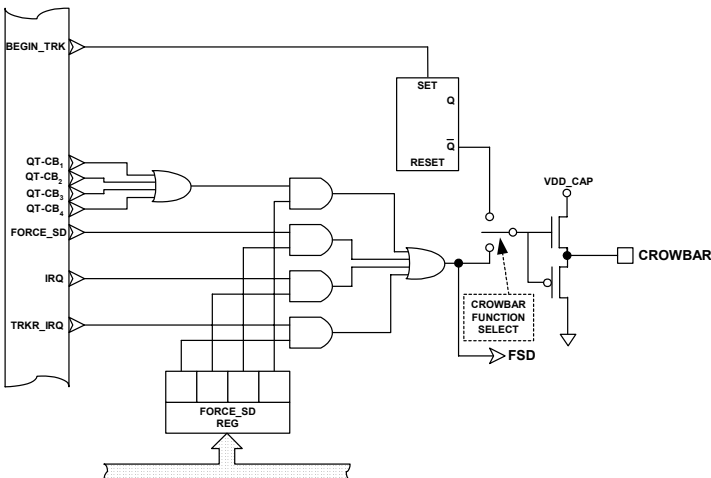 BEGIN_TRK
SET
Q
Q
RESET
QT-CB1
QT-CB2
QT-CB3
QT-CB4
VDD_CAP
FORCE_SD
CROWBAR
IRQ
CROWBAR
FUNCTION
SELECT
TRKR_IRQ
FSD
FORCE_SD
REG